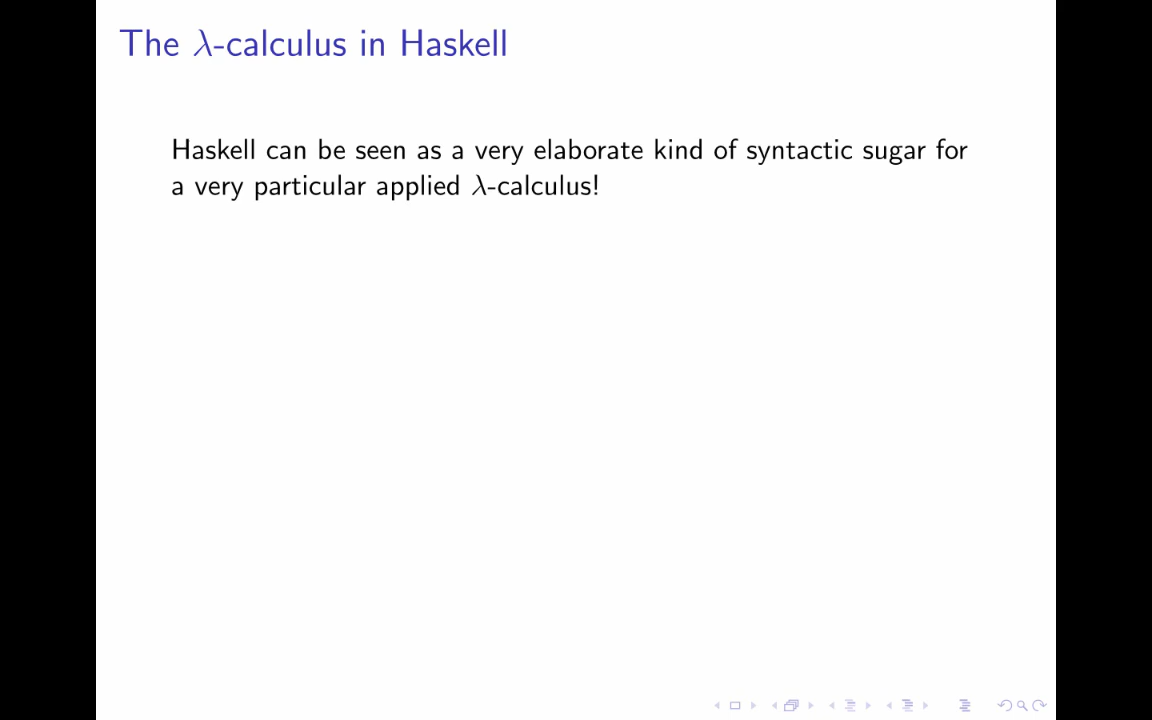 The λ-calculus in Haskell
Haskell can be seen as a very elaborate kind of syntactic sugar for
a very particular applied λ-calculus!